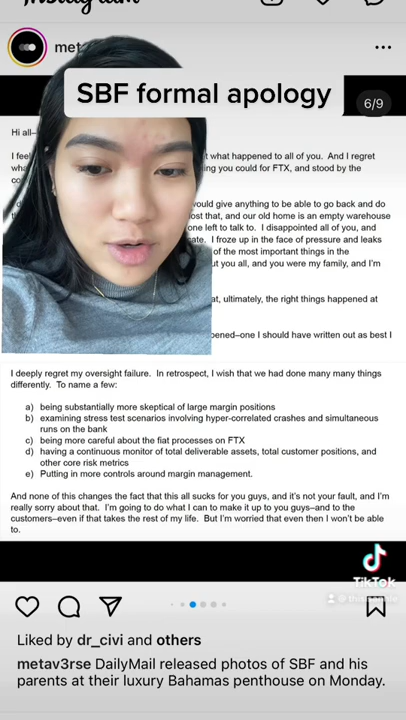 Instagram
met
SBF formal apology
6/9
Hi all–
I feel t what happened to all of you. And I regret
what ing you could for FTX, and stood by the
co
I d would give anything to be able to go back and do
t ost that, and our old home is an empty warehouse
one left to talk to. I disappointed all of you, and
ate. I froze up in the face of pressure and leaks
of the most important things in the
ut you all, and you were my family, and I'm
at, ultimately, the right things happened at
pened–one I should have written out as best I
I deeply regret my oversight failure. In retrospect, I wish that we had done many many things
differently. To name a few:
a) being substantially more skeptical of large margin positions
b) examining stress test scenarios involving hyper-correlated crashes and simultaneous
runs on the bank
c) being more careful about the fiat processes on FTX
d) having a continuous monitor of total deliverable assets, total customer positions, and
other core risk metrics
e) Putting in more controls around margin management.
And none of this changes the fact that this all sucks for you guys, and it's not your fault, and I'm
really sorry about that. I'm going to do what I can to make it up to you guys–and to the
customers–even if that takes the rest of my life. But I'm worried that even then I won't be able
to.
TikTok
Liked by dr_civi and others
metav3rse DailyMail released photos of SBF and his
parents at their luxury Bahamas penthouse on Monday.